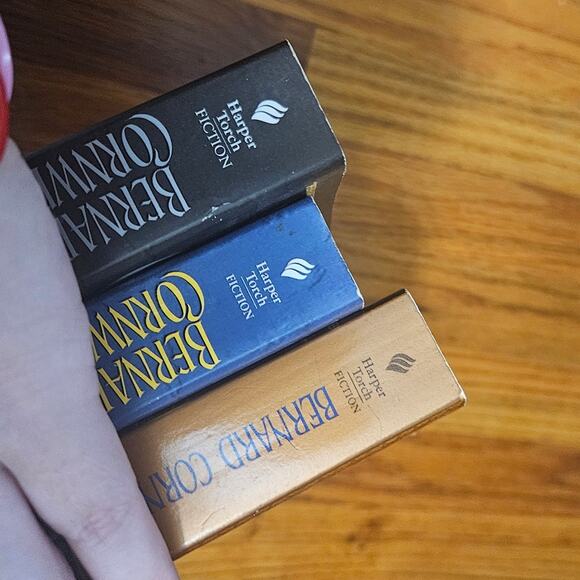 Harper
Torch
FICTION
BERNA
CORNW
Harper
Torch
FICTION
BERNA
CORNW
Harper
Torch
FICTION
BERNARD CORN